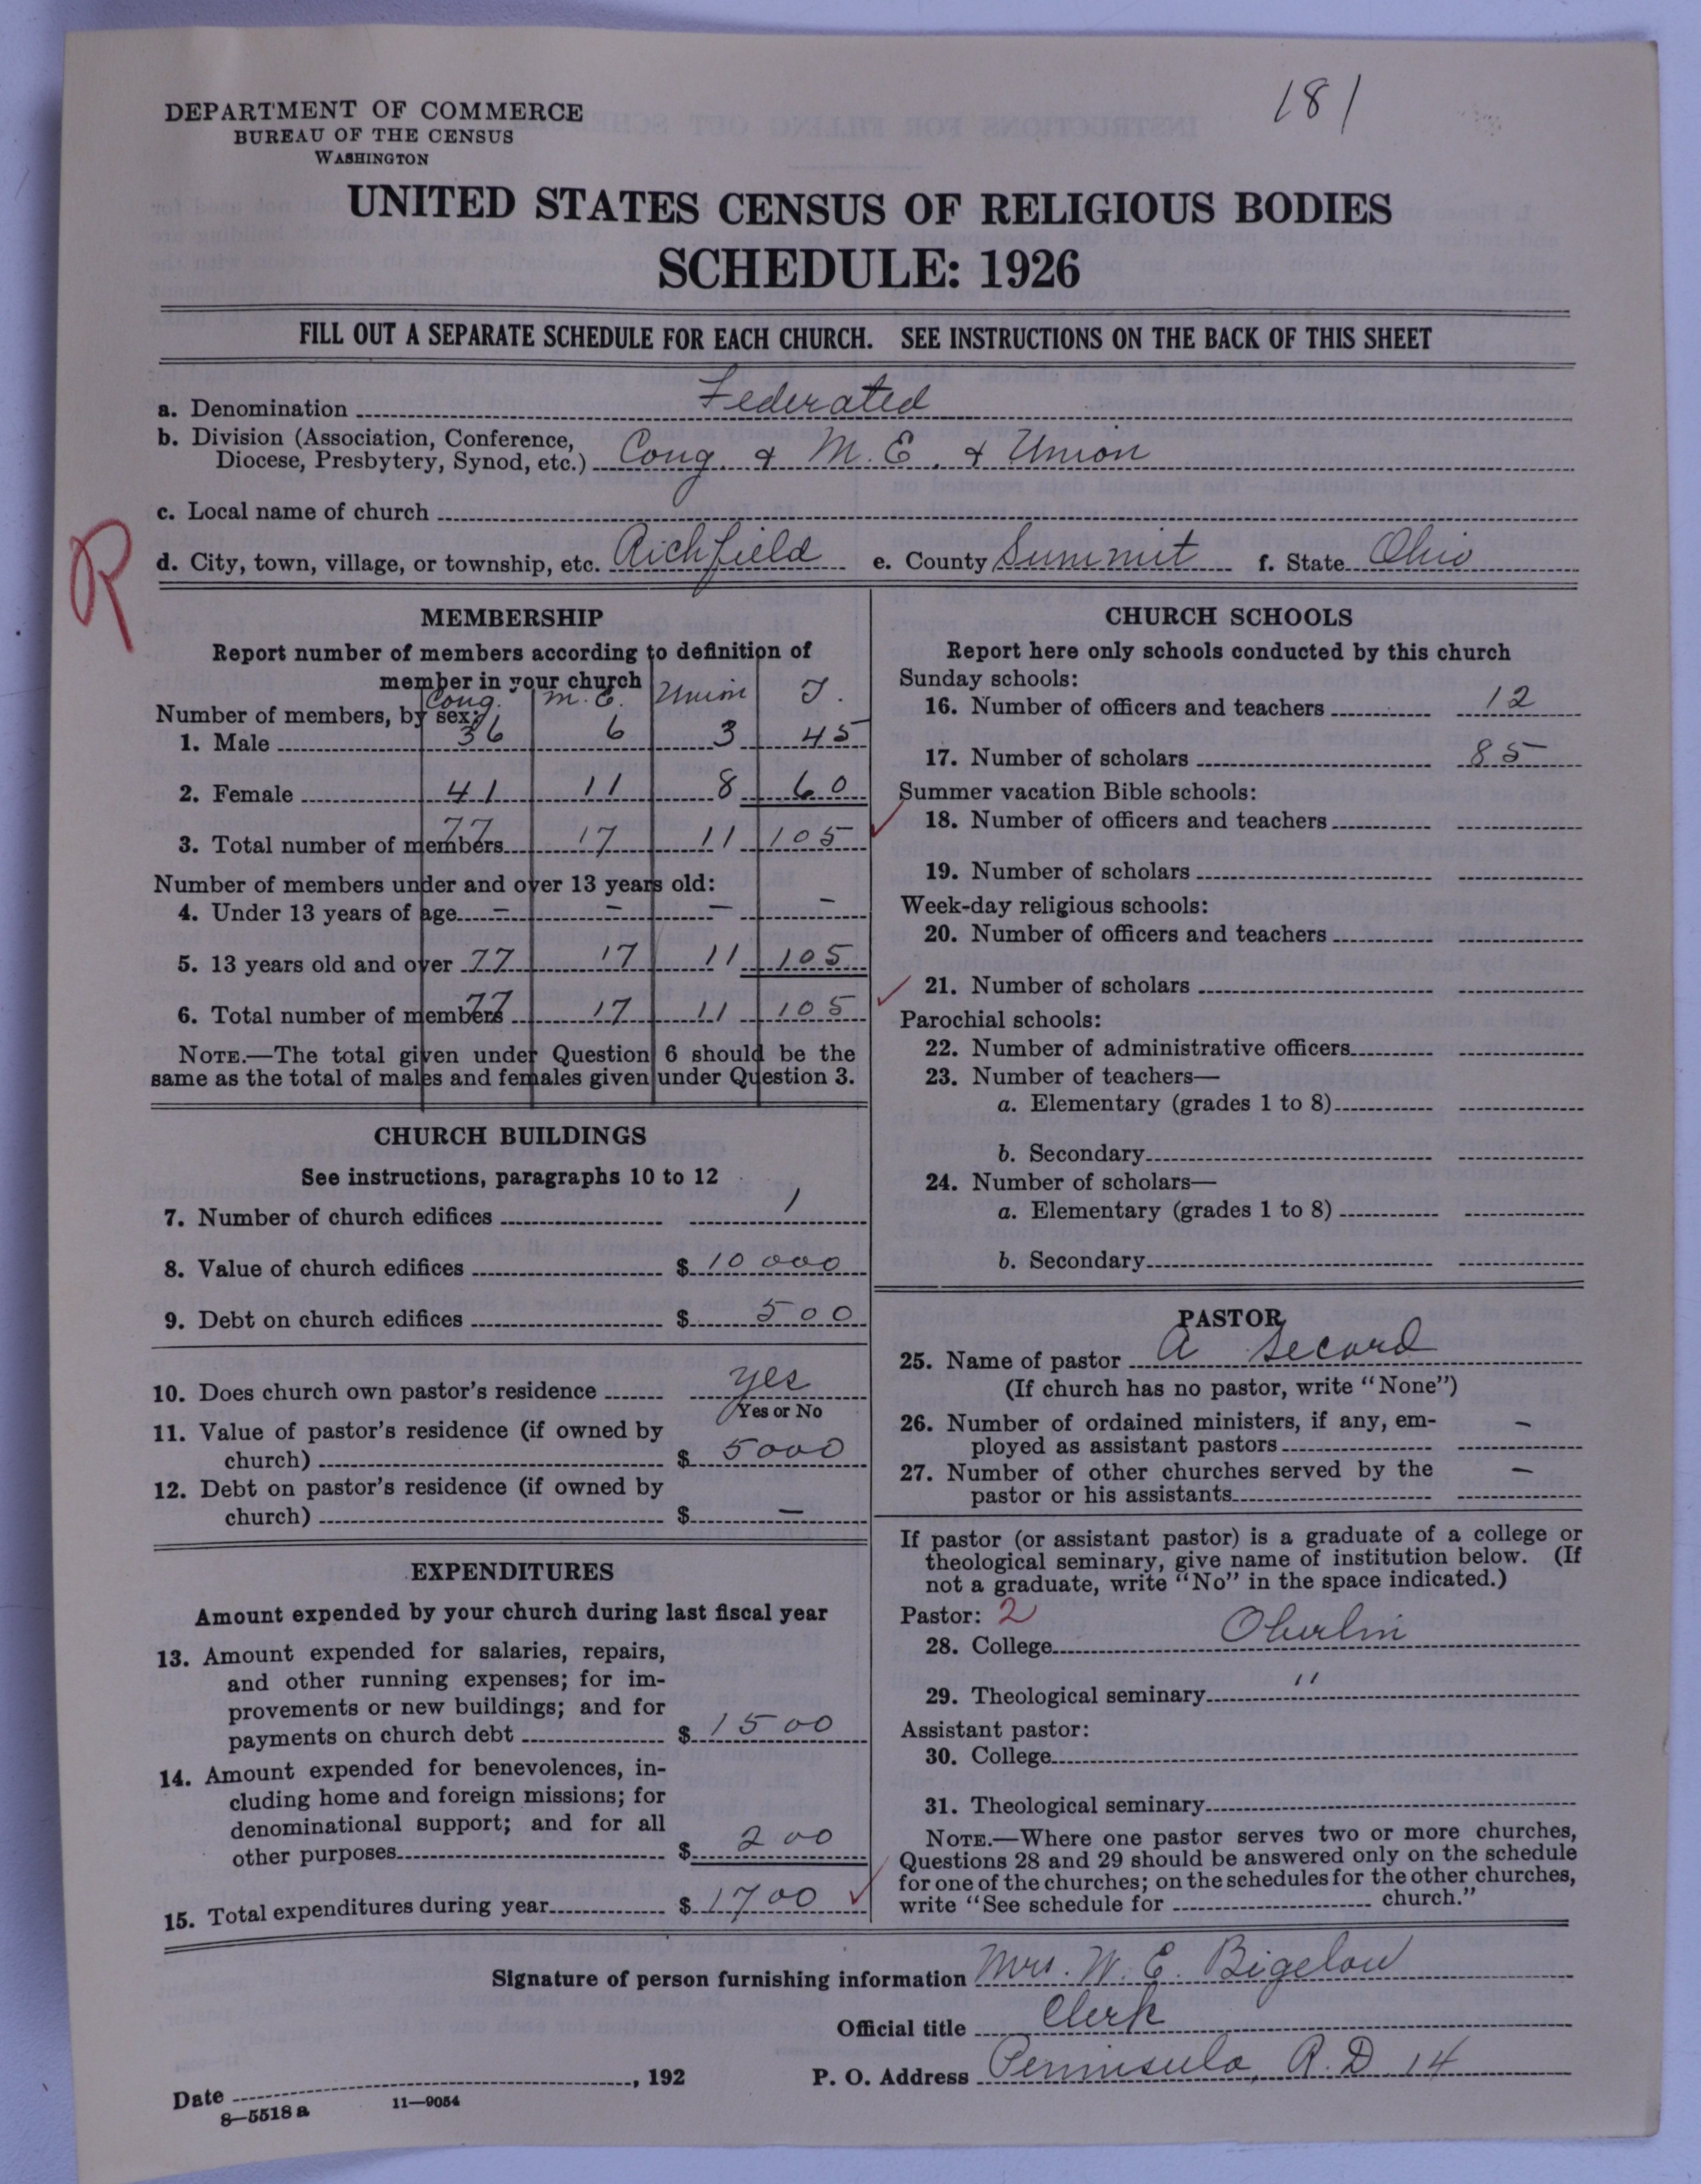 181
DEPARTMENT OF COMMERCE
BUREAU OF THE CENSUS
WASHINGTON
UNITED STATES CENSUS OF RELIGIOUS BODIES
SCHEDULE: 1926
FILL OUT A SEPARATE SCHEDULE FOR EACH CHURCH. SEE INSTRUCTIONS ON THE BACK OF THIS SHEET
a. Denomination Federated
b. Division (Association, Conference,
Diocese, Presbytery, Synod, etc.) Cong. & M. E. & Union
c. Local name of church
R
d. City, town, village, or township, etc. Richfield e. County Summit f. State Ohio
MEMBERSHIP
Report number of members according to definition of
member in your church
Cong. M. E. Union T.
Number of members, by sex:
1. Male 36 6 3 45
2. Female 41 11 8 60
3. Total number of members 77 17 11 105
Number of members under and over 13 years old:
4. Under 13 years of age – – – –
5. 13 years old and over 77 17 11 105
6. Total number of members 77 17 11 105
NOTE.—The total given under Question 6 should be the
same as the total of males and females given under Question 3.
CHURCH BUILDINGS
See instructions, paragraphs 10 to 12
7. Number of church edifices 1
8. Value of church edifices $ 10 000
9. Debt on church edifices $ 500
10. Does church own pastor's residence yes
Yes or No
11. Value of pastor's residence (if owned by
church) $ 5000
12. Debt on pastor's residence (if owned by
church) $ –
EXPENDITURES
Amount expended by your church during last fiscal year
13. Amount expended for salaries, repairs,
and other running expenses; for im-
provements or new buildings; and for
payments on church debt $ 1500
14. Amount expended for benevolences, in-
cluding home and foreign missions; for
denominational support; and for all
other purposes $ 200
15. Total expenditures during year $ 1700
CHURCH SCHOOLS
Report here only schools conducted by this church
Sunday schools:
16. Number of officers and teachers 12
17. Number of scholars 85
Summer vacation Bible schools:
18. Number of officers and teachers
19. Number of scholars
Week-day religious schools:
20. Number of officers and teachers
21. Number of scholars
Parochial schools:
22. Number of administrative officers
23. Number of teachers—
a. Elementary (grades 1 to 8)
b. Secondary
24. Number of scholars—
a. Elementary (grades 1 to 8)
b. Secondary
PASTOR
25. Name of pastor A Secord
(If church has no pastor, write "None")
26. Number of ordained ministers, if any, em-
ployed as assistant pastors –
27. Number of other churches served by the
pastor or his assistants –
If pastor (or assistant pastor) is a graduate of a college or
theological seminary, give name of institution below. (If
not a graduate, write "No" in the space indicated.)
Pastor: 2
28. College Oberlin
29. Theological seminary "
Assistant pastor:
30. College
31. Theological seminary
NOTE.—Where one pastor serves two or more churches,
Questions 28 and 29 should be answered only on the schedule
for one of the churches; on the schedules for the other churches,
write "See schedule for church."
Signature of person furnishing information Mrs. W. E. Bigelow
Official title Clerk
Date , 192 P. O. Address Peninsula, R. D. 14
8—5518 a 11—9054